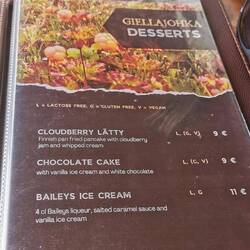 GIELLAJOHKA
DESSERTS
L = LACTOSE FREE, G = GLUTEN FREE, V = VEGAN
CLOUDBERRY LÄTTY L, (G, V) 9 €
Finnish pan fried pancake with cloudberry
jam and whipped cream
CHOCOLATE CAKE L, (G, V) 9 €
with vanilla ice cream and white chocolate
BAILEYS ICE CREAM L, G 11 €
4 cl Baileys liqueur, salted caramel sauce and
vanilla ice cream